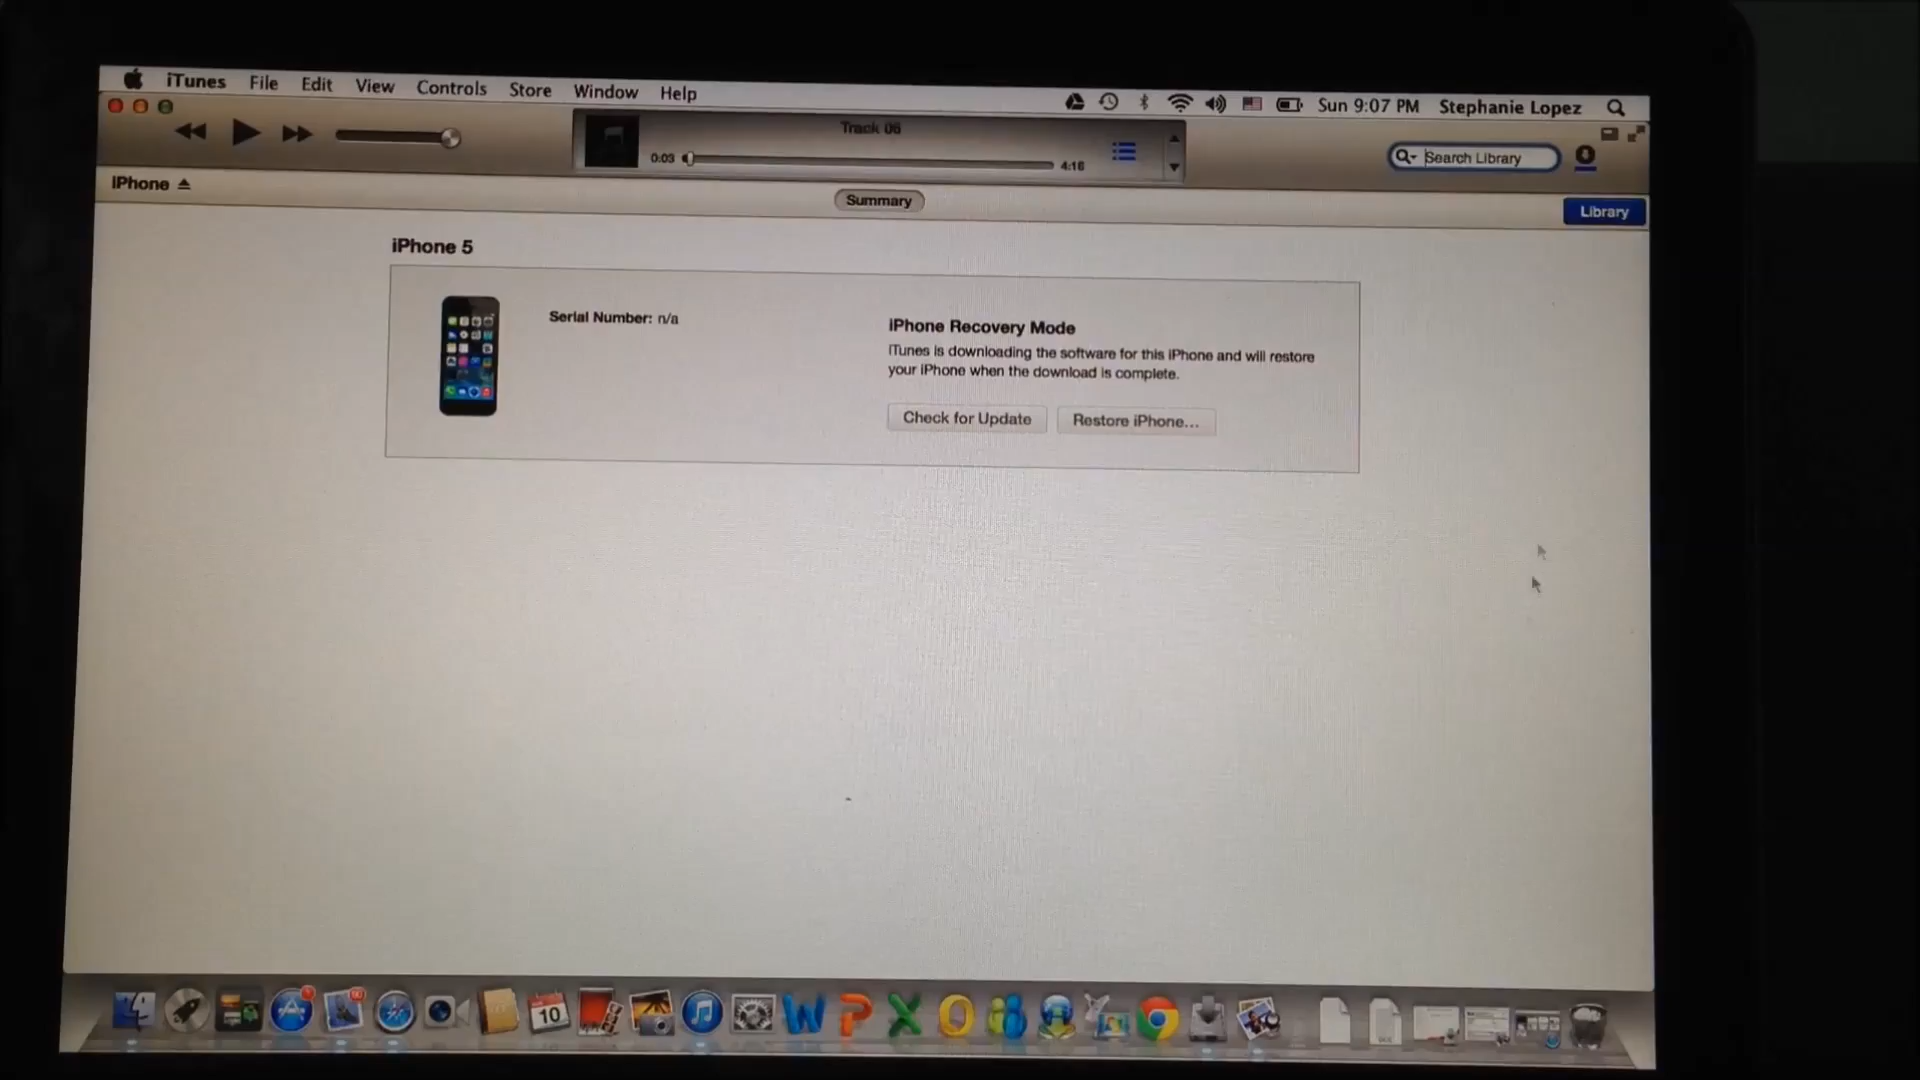 iTunes File Edit View Controls Store Window Help Sun 9:07 PM Stephanie Lopez
Track 06
0:03 4:16
Search Library
iPhone
Summary
Library
iPhone 5
Serial Number: n/a
iPhone Recovery Mode
iTunes is downloading the software for this iPhone and will restore
your iPhone when the download is complete.
Check for Update Restore iPhone...
10